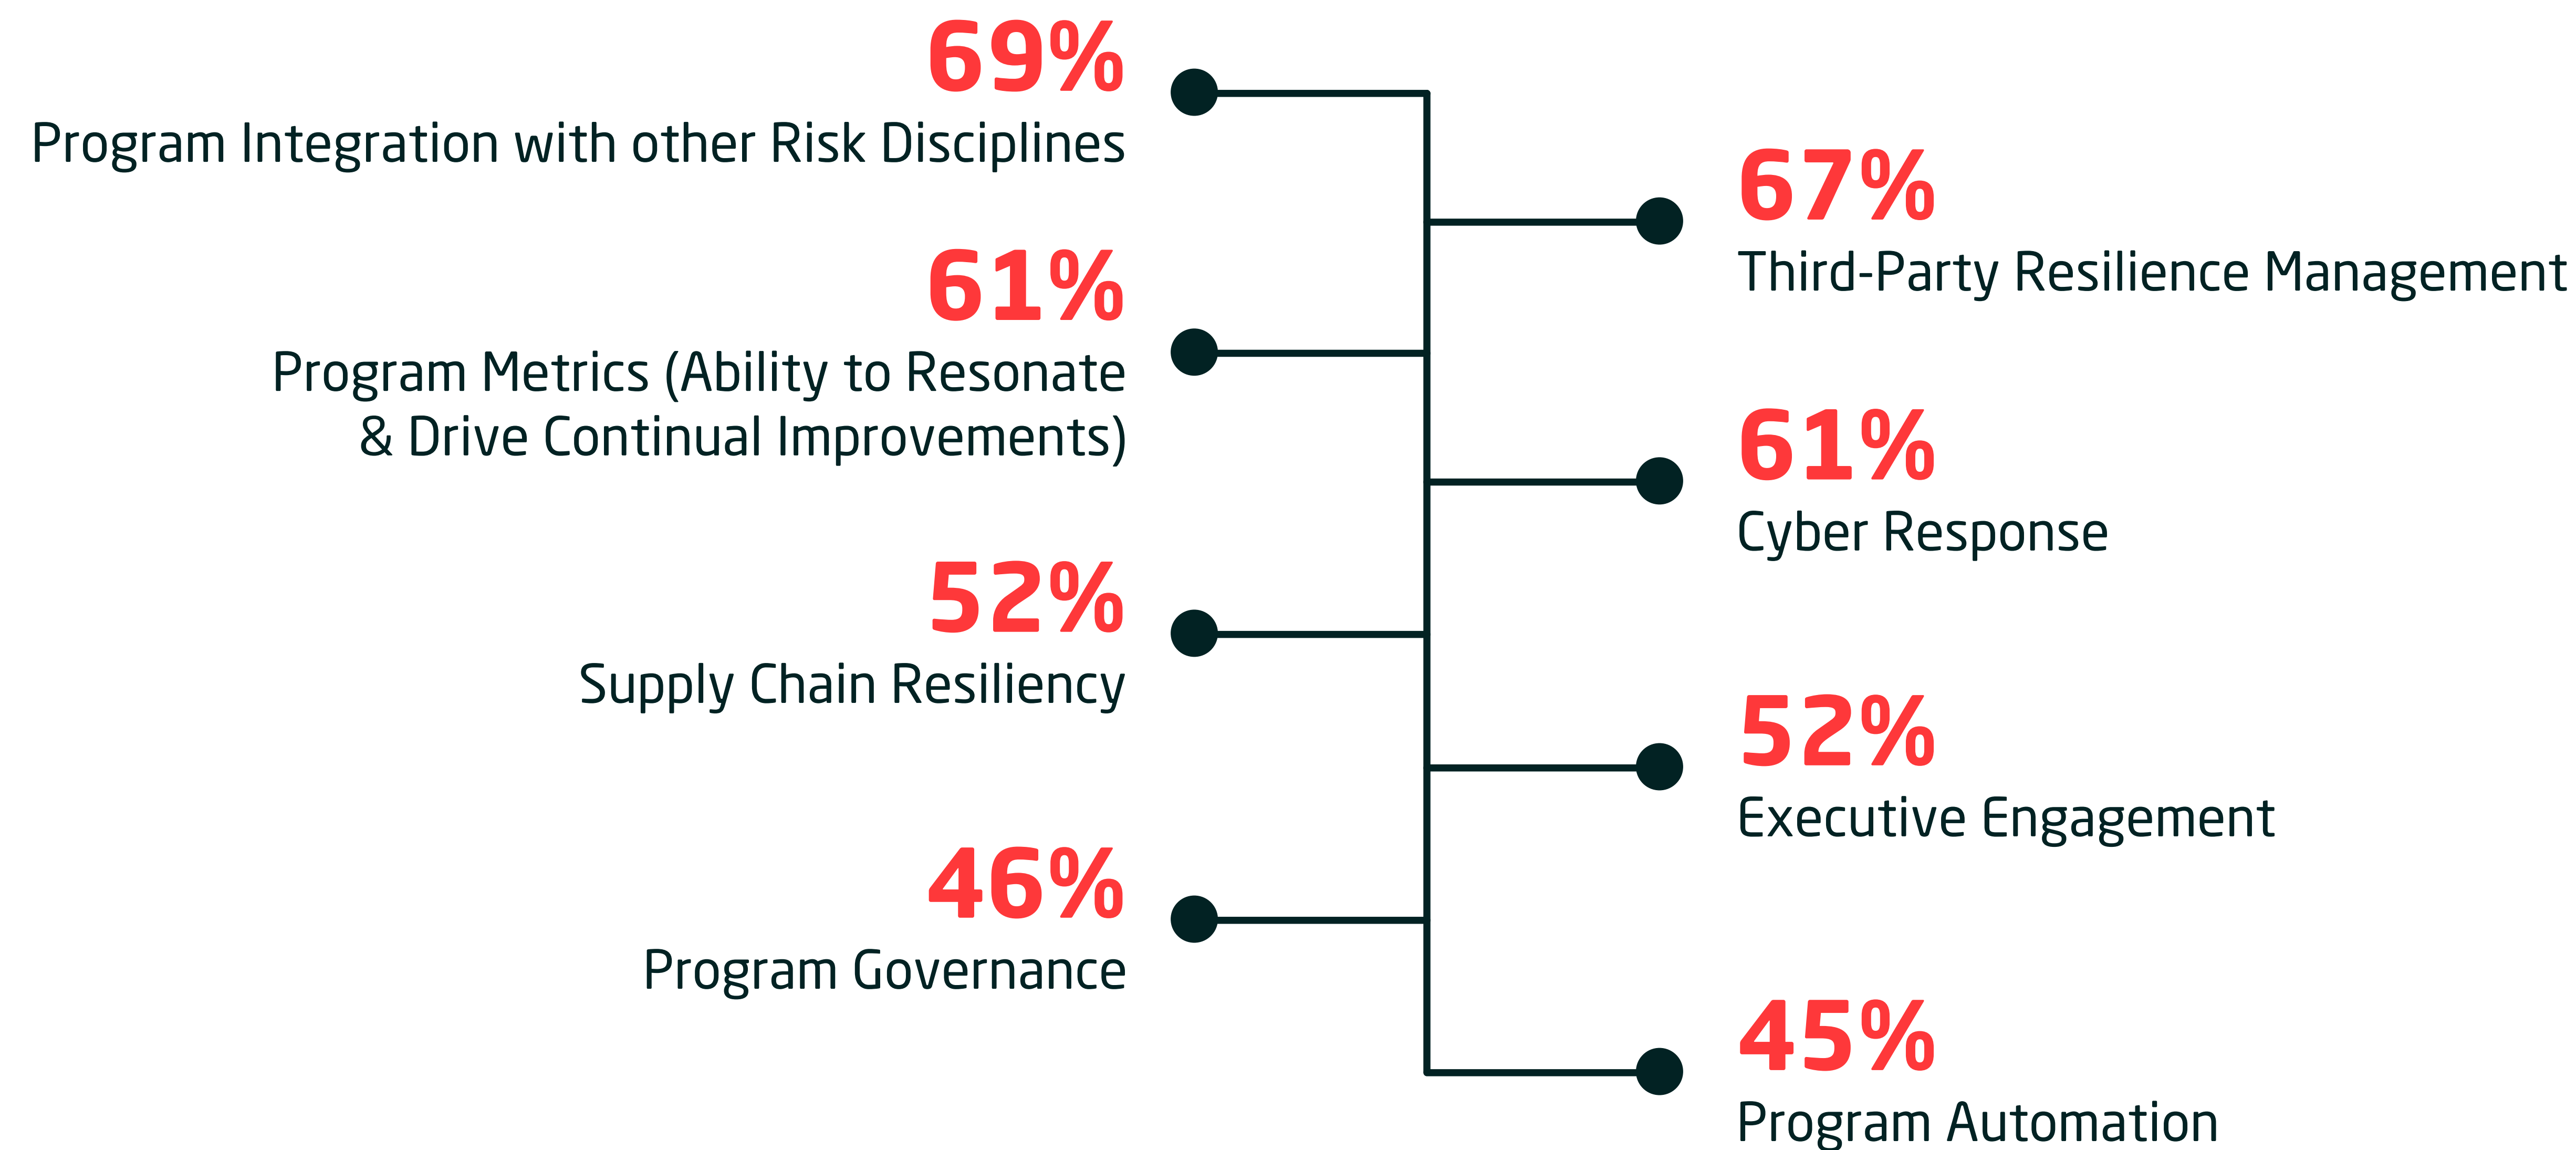 69%
Program Integration with other Risk Disciplines
67%
Third-Party Resilience Management
61%
Program Metrics (Ability to Resonate
& Drive Continual Improvements)
61%
Cyber Response
52%
Supply Chain Resiliency
52%
Executive Engagement
46%
Program Governance
45%
Program Automation